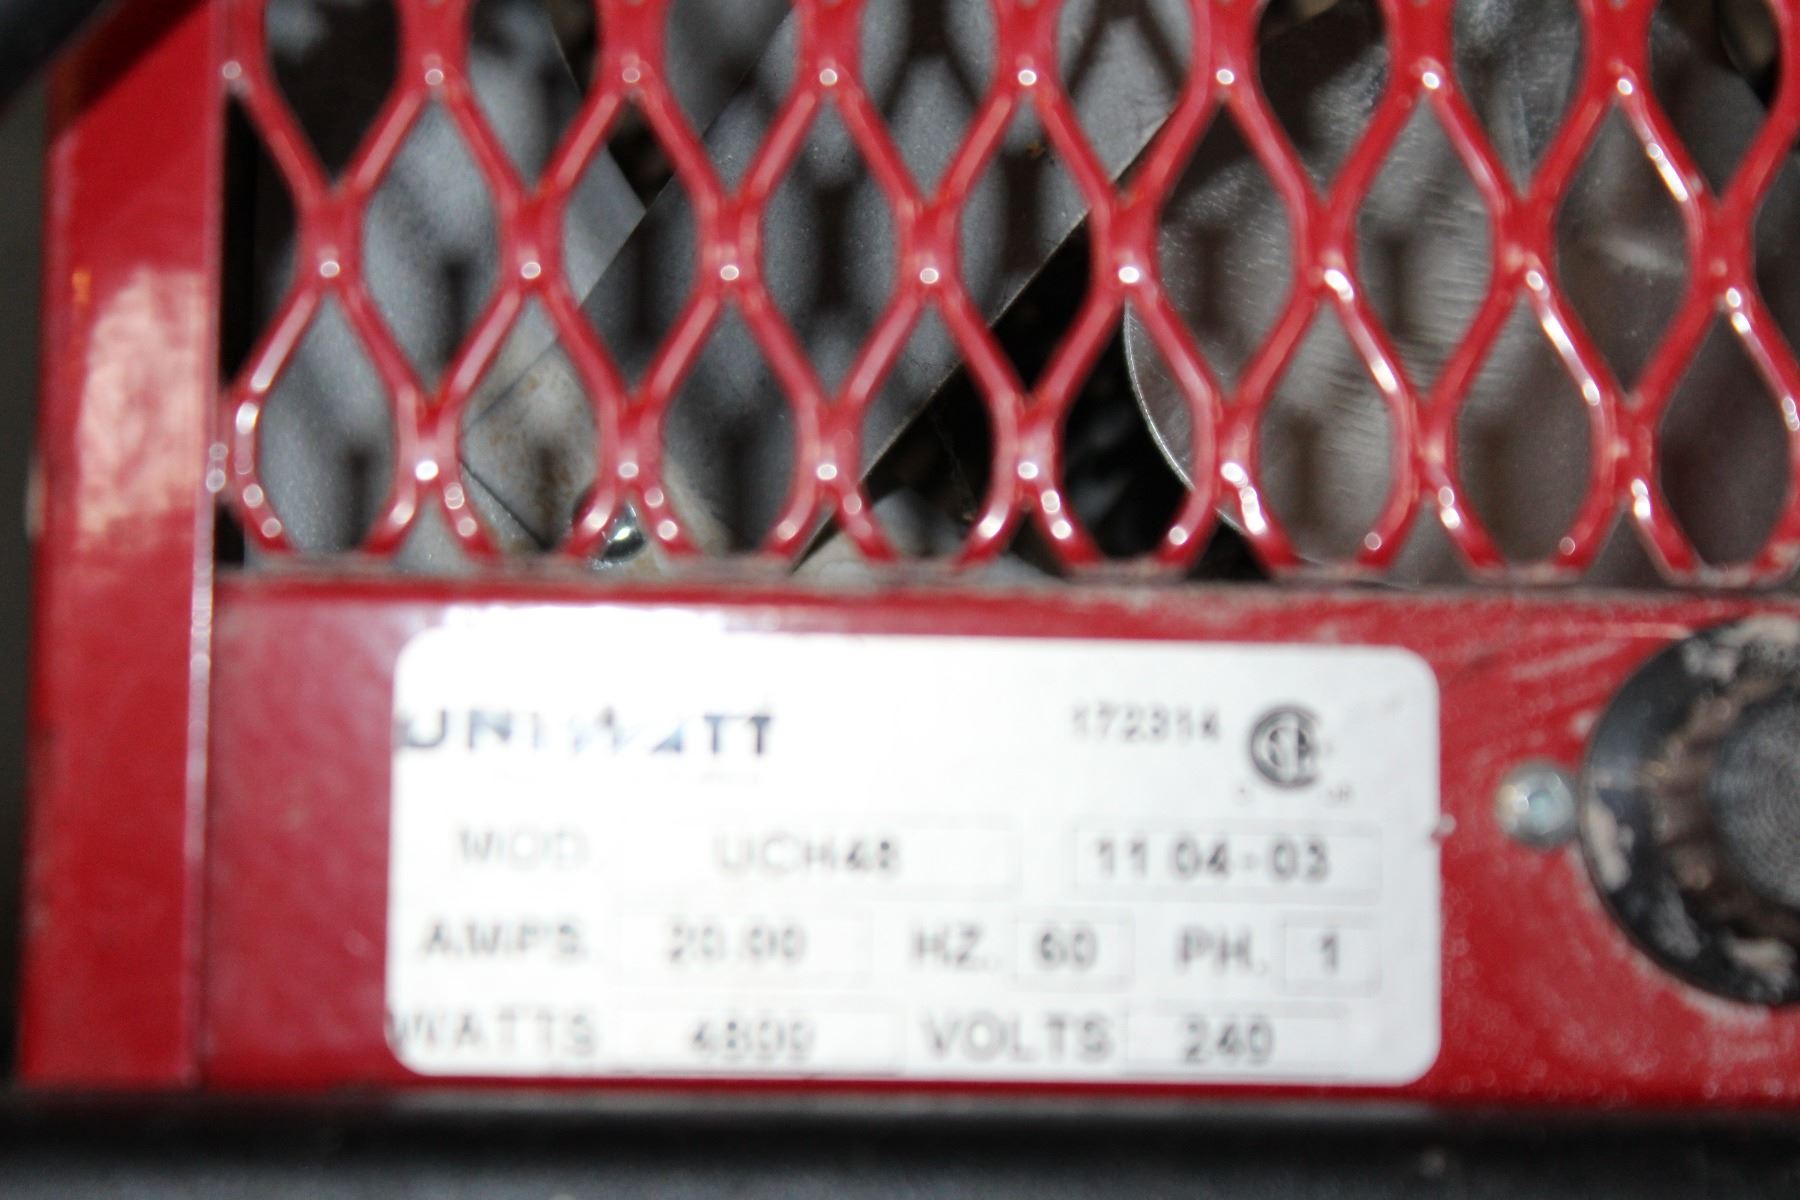 UNIWATT 172314
MOD. UCH48 11 04-03
AMPS. 20.00 HZ. 60 PH. 1
WATTS 4800 VOLTS 240